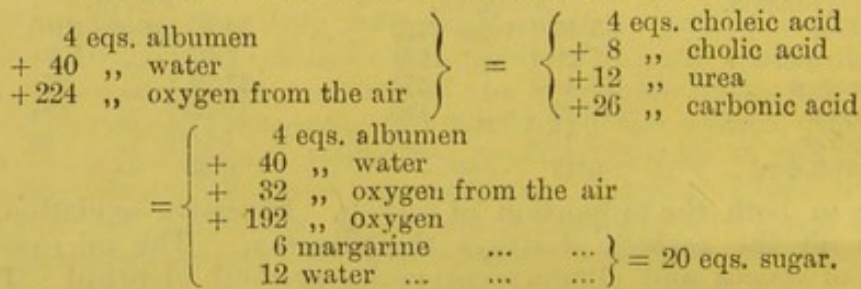 4 eqs. albumen
+ 40 „ water
+224 „ oxygen from the air
=
4 eqs. choleic acid
+ 8 „ cholic acid
+12 „ urea
+26 „ carbonic acid
=
4 eqs. albumen
+ 40 „ water
+ 32 „ oxygen from the air
+ 192 „ oxygen
6 margarine ... ...
12 water ... ... ...
= 20 eqs. sugar.